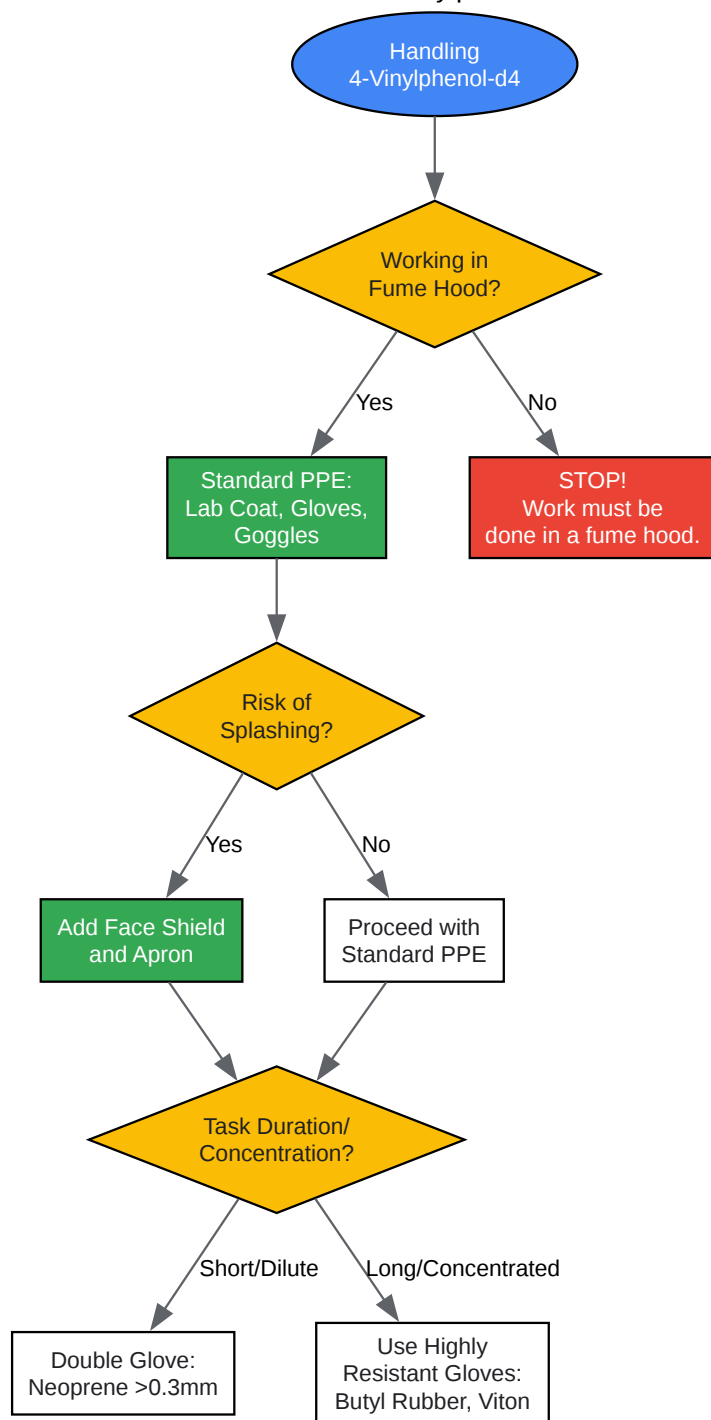 Handling
4-Vinylphenol-d4
Working in
Fume Hood?
Yes
No
Standard PPE:
Lab Coat, Gloves,
Goggles
STOP!
Work must be
done in a fume hood.
Risk of
Splashing?
Yes
No
Add Face Shield
and Apron
Proceed with
Standard PPE
Task Duration/
Concentration?
Short/Dilute
Long/Concentrated
Double Glove:
Neoprene >0.3mm
Use Highly
Resistant Gloves:
Butyl Rubber, Viton